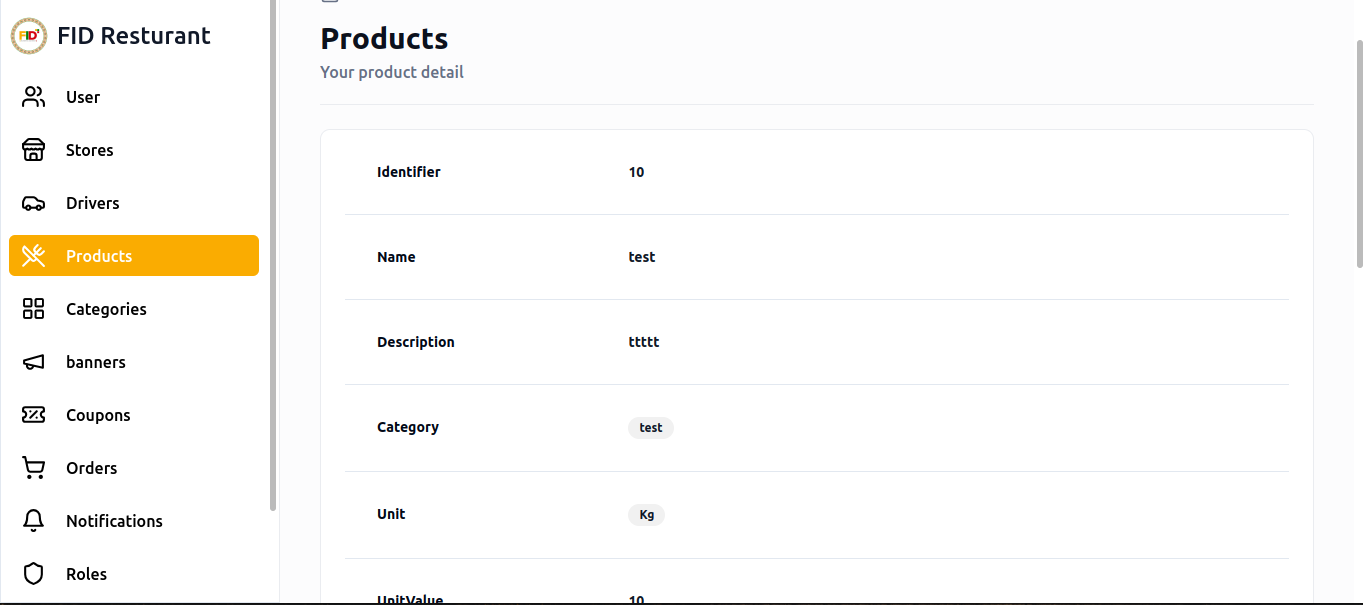 FID
FID Resturant
User
Stores
Drivers
Products
Categories
banners
Coupons
Orders
Notifications
Roles
Products
Your product detail
Identifier 10
Name test
Description ttttt
Category test
Unit Kg
UnitValue 10